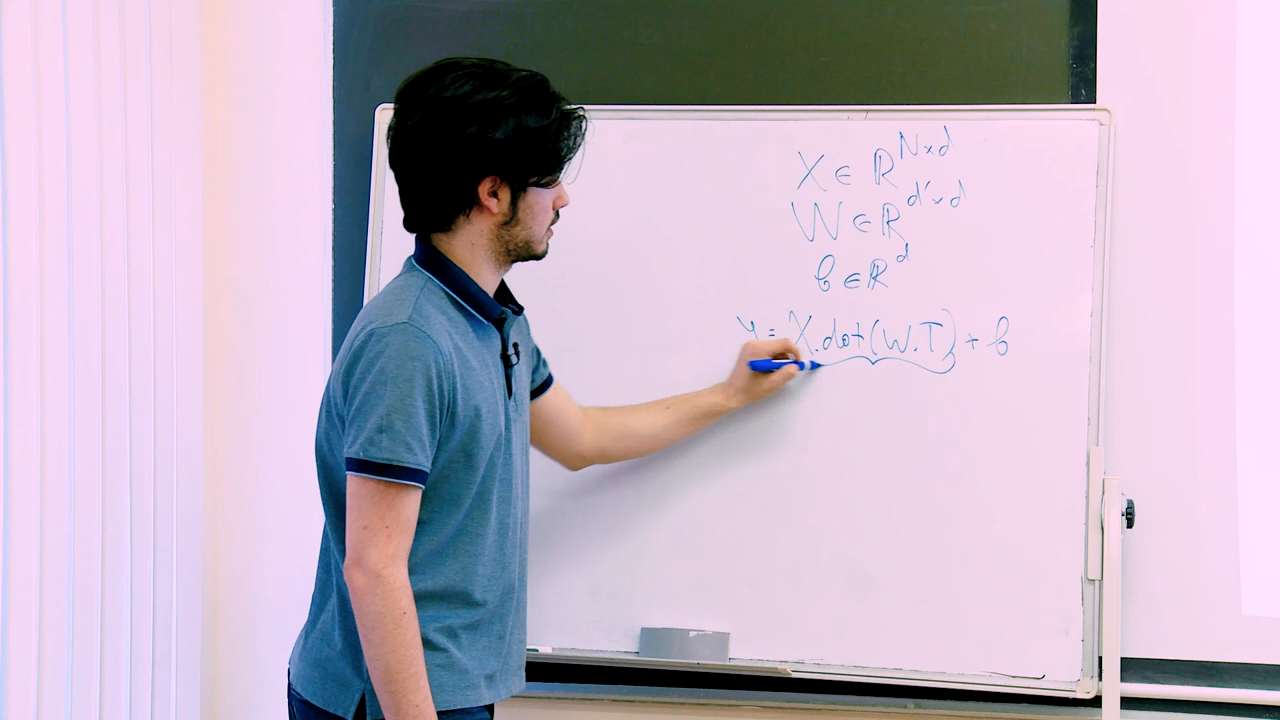 X ∈ ℝ^{N×d}
W ∈ ℝ^{d'×d}
b ∈ ℝ^{d}
Y = X.dot(W.T) + b